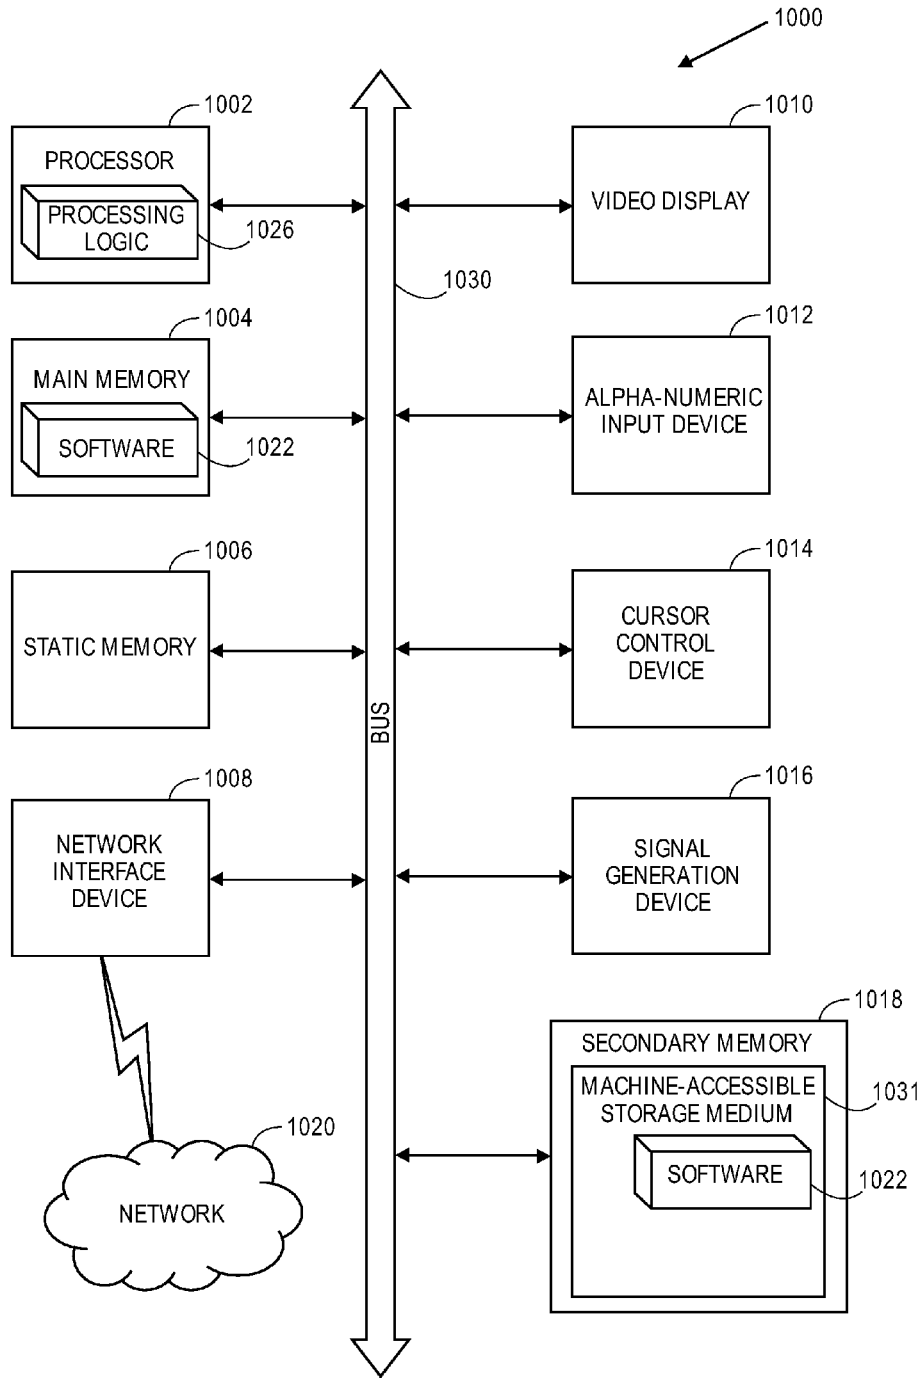 1000
1002
PROCESSOR
PROCESSING
LOGIC
1026
1010
VIDEO DISPLAY
1030
1004
MAIN MEMORY
SOFTWARE
1022
1012
ALPHA-NUMERIC
INPUT DEVICE
1006
STATIC MEMORY
1014
CURSOR
CONTROL
DEVICE
BUS
1008
NETWORK
INTERFACE
DEVICE
1016
SIGNAL
GENERATION
DEVICE
1018
SECONDARY MEMORY
MACHINE-ACCESSIBLE
STORAGE MEDIUM
1031
SOFTWARE
1022
1020
NETWORK